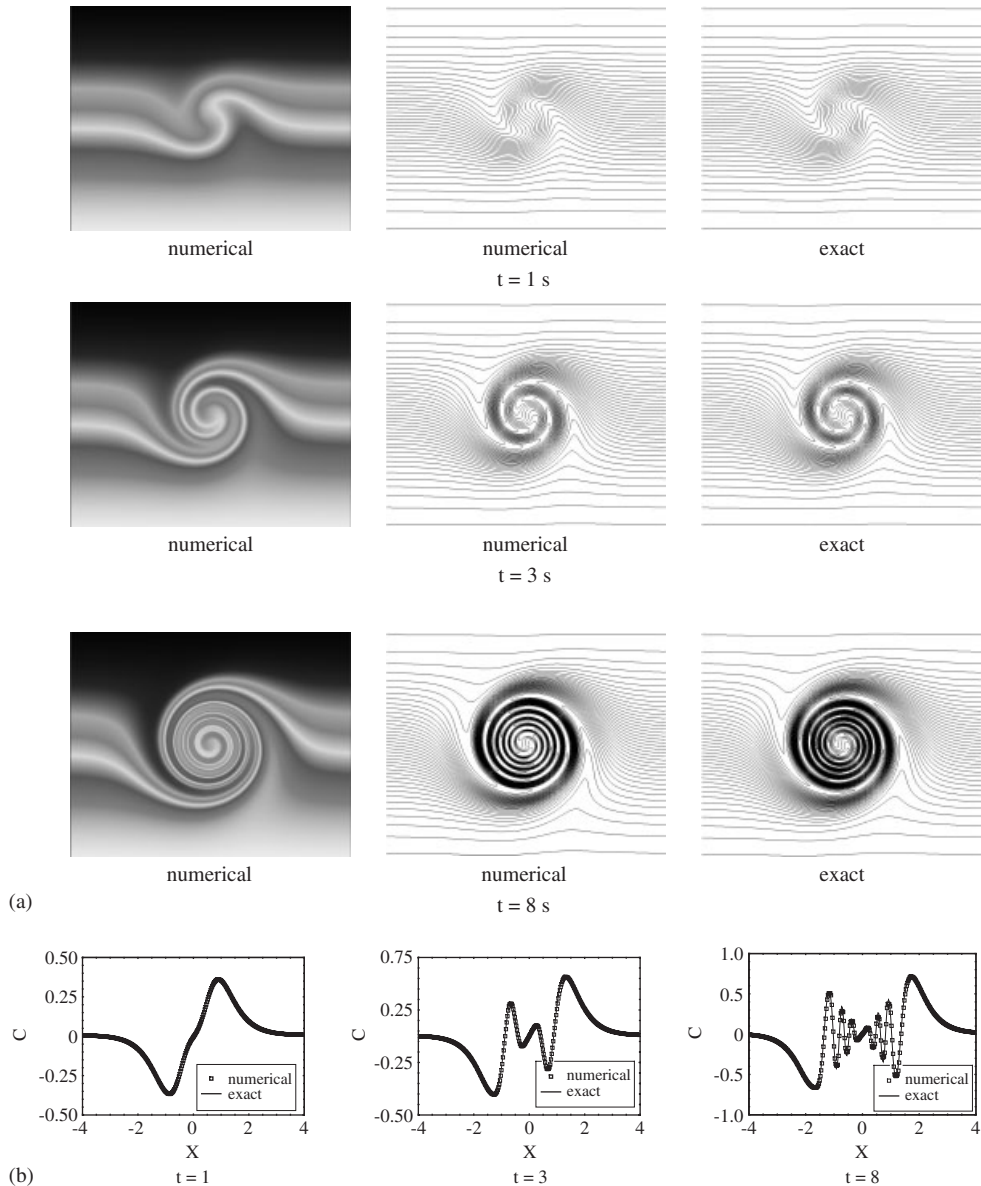 numerical numerical exact
t = 1 s
numerical numerical exact
t = 3 s
numerical numerical exact
t = 8 s
(a)
0.50
0.25
0
-0.25
-0.50
C
-4 -2 0 2 4
X
numerical
exact
t = 1
0.75
0.25
-0.25
-0.50
C
-4 -2 0 2 4
X
numerical
exact
t = 3
1.0
0.5
0
-0.5
-1.0
C
-4 -2 0 2 4
X
numerical
exact
t = 8
(b)